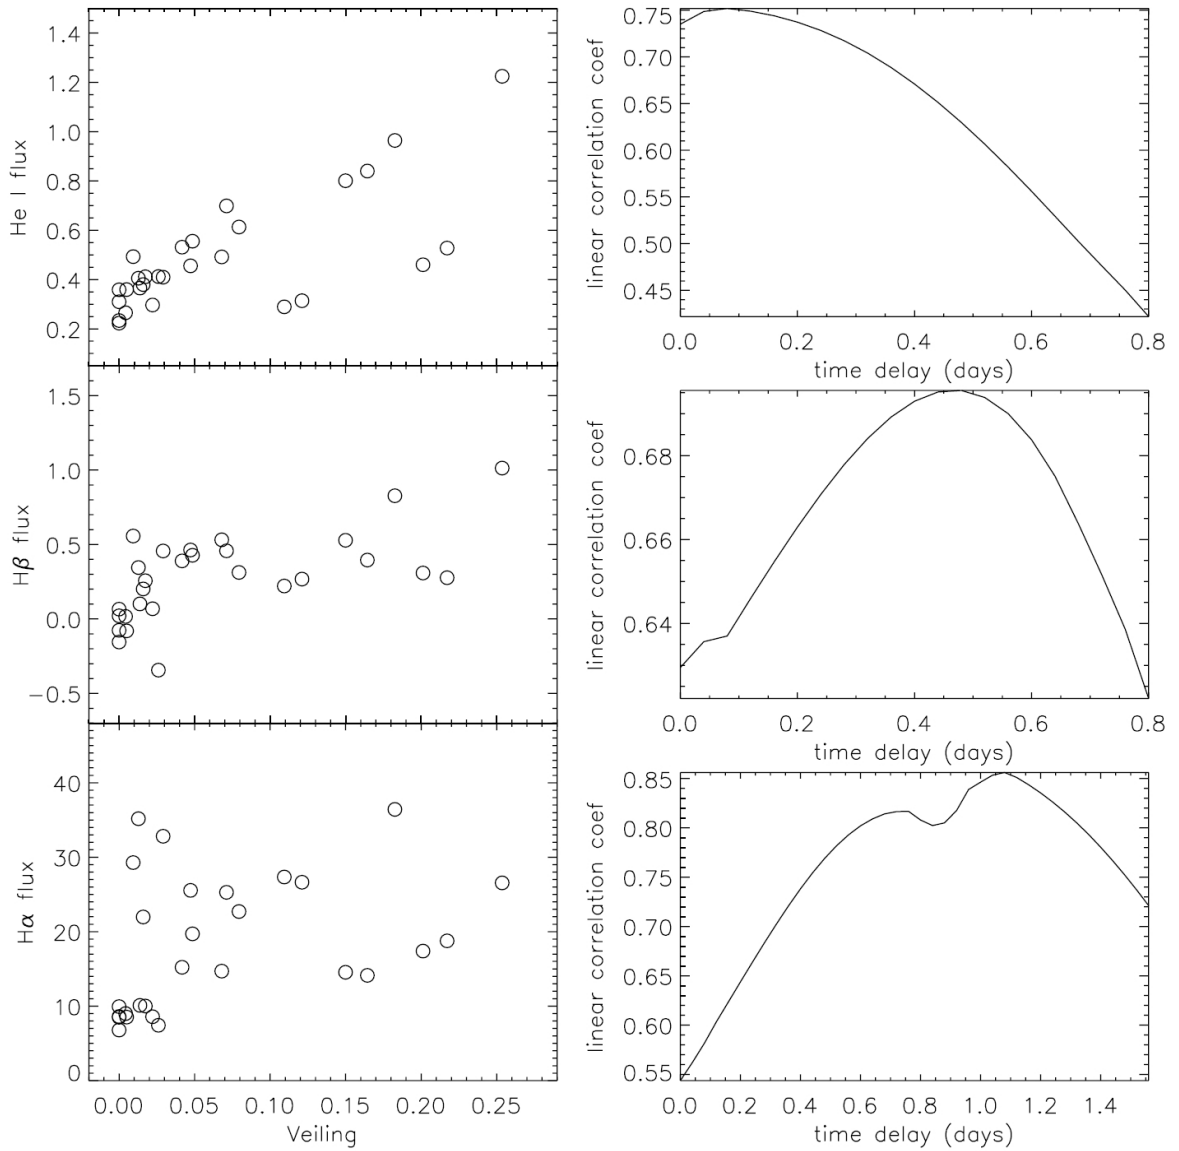 1.4
1.2
1.0
0.8
0.6
0.4
0.2
He I flux
1.5
1.0
0.5
0.0
−0.5
Hβ flux
40
30
20
10
0
Hα flux
0.00 0.05 0.10 0.15 0.20 0.25
Veiling
0.75
0.70
0.65
0.60
0.55
0.50
0.45
linear correlation coef
0.0 0.2 0.4 0.6 0.8
time delay (days)
0.68
0.66
0.64
linear correlation coef
0.0 0.2 0.4 0.6 0.8
time delay (days)
0.85
0.80
0.75
0.70
0.65
0.60
0.55
linear correlation coef
0.0 0.2 0.4 0.6 0.8 1.0 1.2 1.4
time delay (days)